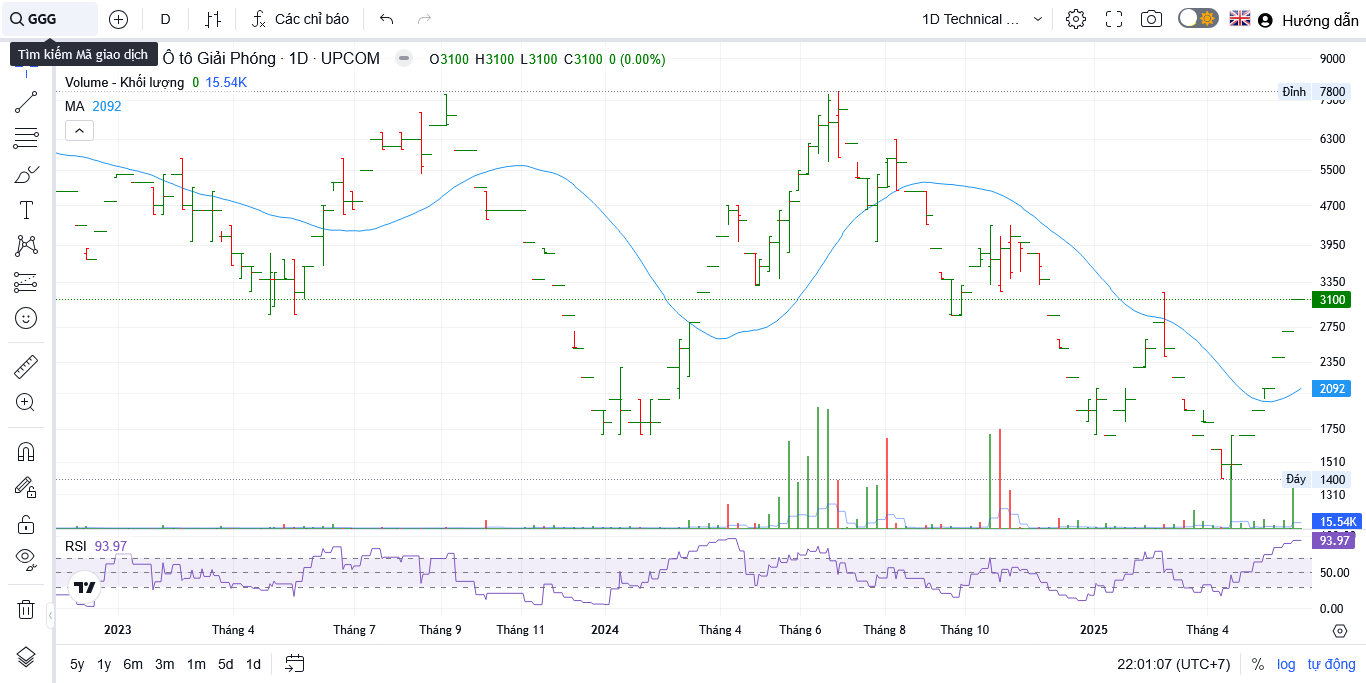 GGG D Các chỉ báo 1D Technical ... Hướng dẫn
Tìm kiếm Mã giao dịch Ô tô Giải Phóng · 1D · UPCOM O3100 H3100 L3100 C3100 0 (0.00%)
Volume - Khối lượng 0 15.54K
MA 2092
9000
Đỉnh 7800
6300
5500
4700
3950
3350
3100
2750
2350
2092
1750
1510
Đáy 1400
1310
15.54K
RSI 93.97
93.97
50.00
0.00
2023 Tháng 4 Tháng 7 Tháng 9 Tháng 11 2024 Tháng 4 Tháng 6 Tháng 8 Tháng 10 2025 Tháng 4
5y 1y 6m 3m 1m 5d 1d 22:01:07 (UTC+7) % log tự động